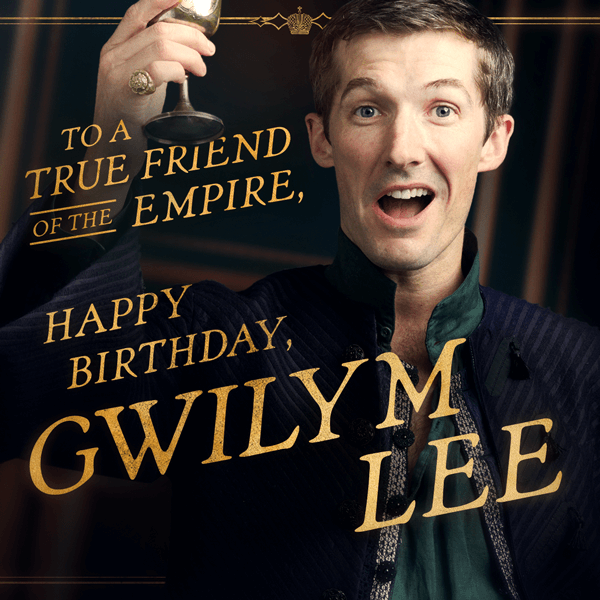 TO A
TRUE FRIEND
OF THE EMPIRE,
HAPPY
BIRTHDAY,
GWILYM
LEE